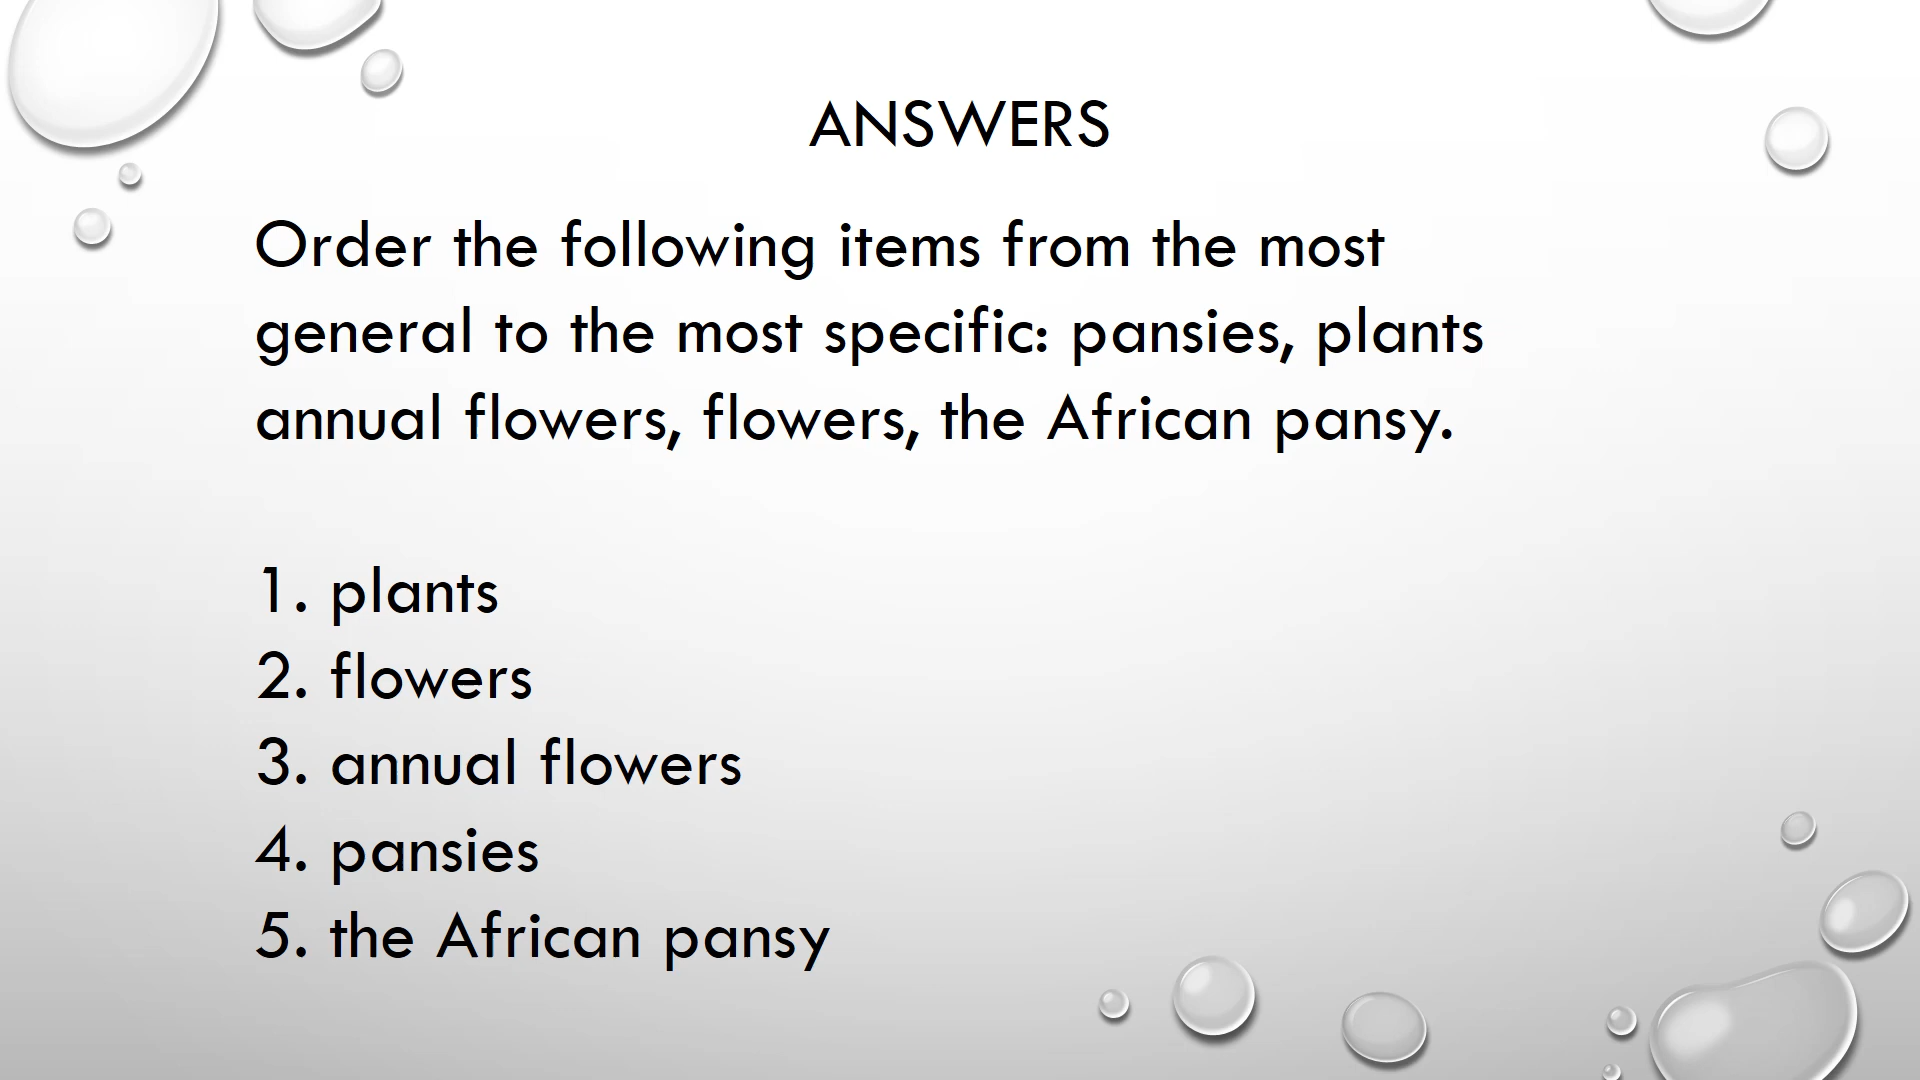 ANSWERS
Order the following items from the most
general to the most specific: pansies, plants
annual flowers, flowers, the African pansy.
1. plants
2. flowers
3. annual flowers
4. pansies
5. the African pansy